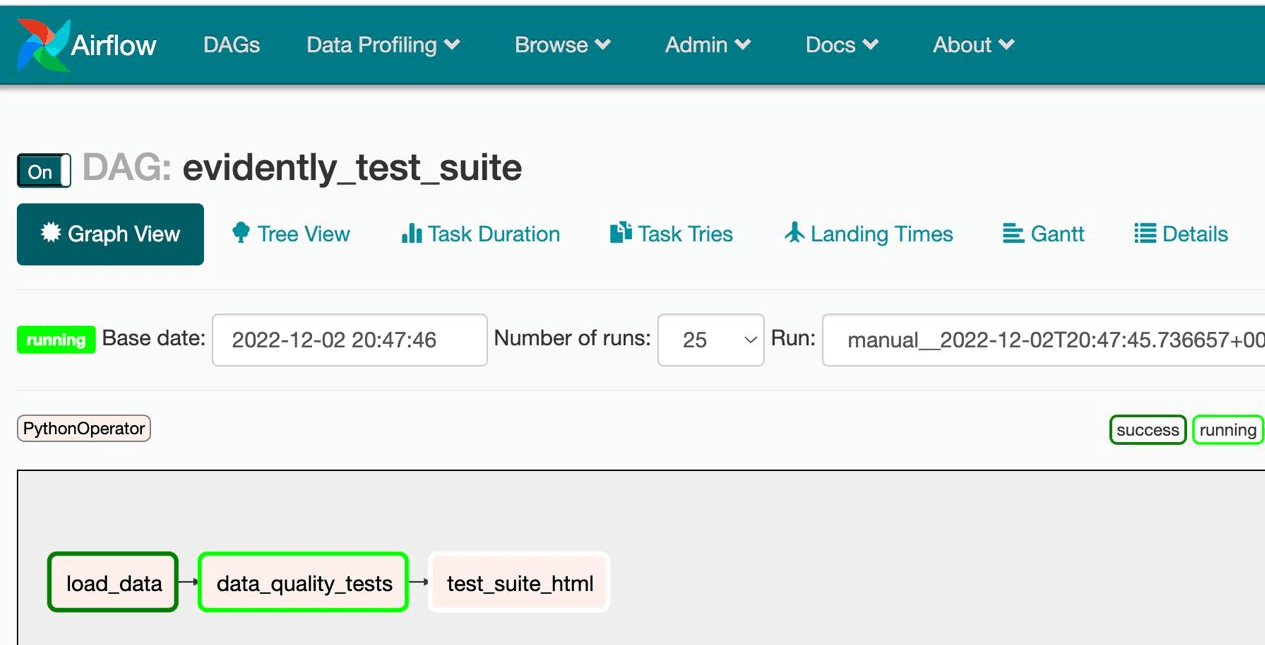 Airflow DAGs Data Profiling Browse Admin Docs About
On DAG: evidently_test_suite
Graph View Tree View Task Duration Task Tries Landing Times Gantt Details
running Base date: 2022-12-02 20:47:46 Number of runs: 25 Run: manual__2022-12-02T20:47:45.736657+00
PythonOperator success running
load_data data_quality_tests test_suite_html